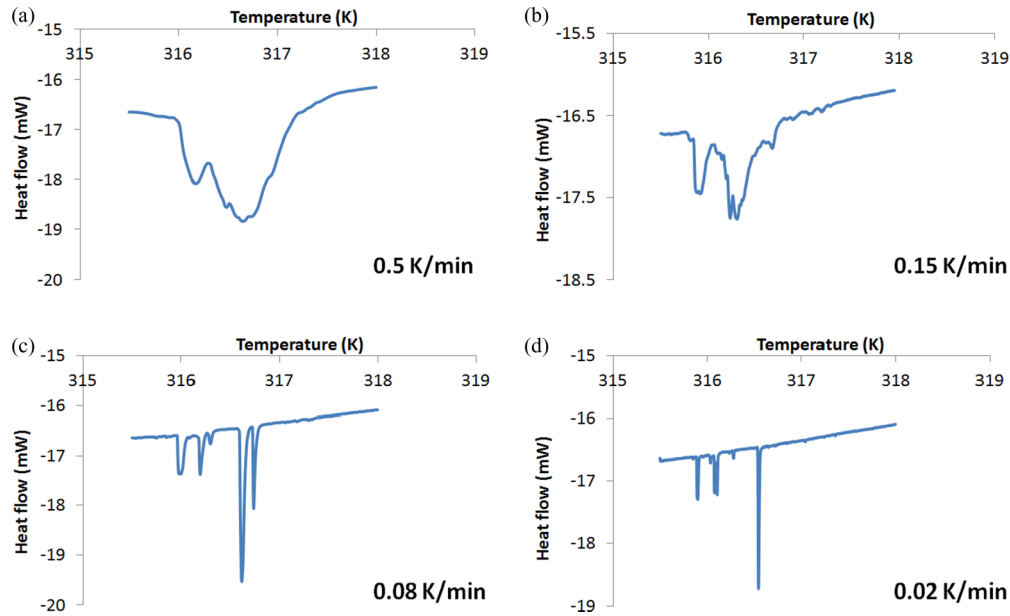 (a)
Temperature (K)
-15
315 316 317 318 319
-16
-17
-18
-19
-20
Heat flow (mW)
0.5 K/min
(b)
Temperature (K)
-15.5
315 316 317 318 319
-16.5
-17.5
-18.5
Heat flow (mW)
0.15 K/min
(c)
Temperature (K)
-15
315 316 317 318 319
-16
-17
-18
-19
-20
Heat flow (mW)
0.08 K/min
(d)
Temperature (K)
-15
315 316 317 318 319
-16
-17
-18
-19
Heat flow (mW)
0.02 K/min